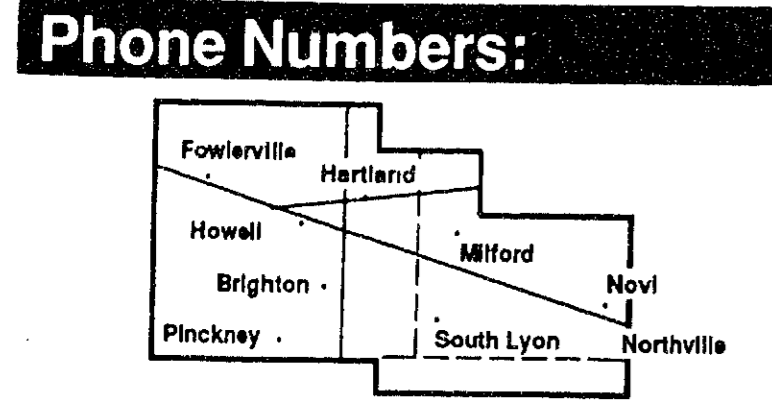 Phone Numbers:
Fowlerville
Hartland
Howell
Milford
Brighton
Novi
Pinckney
South Lyon
Northville